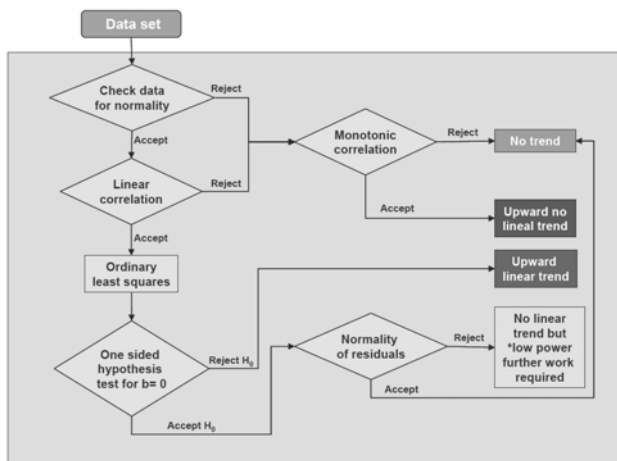 Data set
Check data
for normality
Reject
Accept
Linear
correlation
Reject
Accept
Ordinary
least squares
One sided
hypothesis
test for b= 0
Reject H₀
Accept H₀
Monotonic
correlation
Reject
No trend
Accept
Upward no
lineal trend
Upward
linear trend
Normality
of residuals
Reject
No linear
trend but
*low power
further work
required
Accept